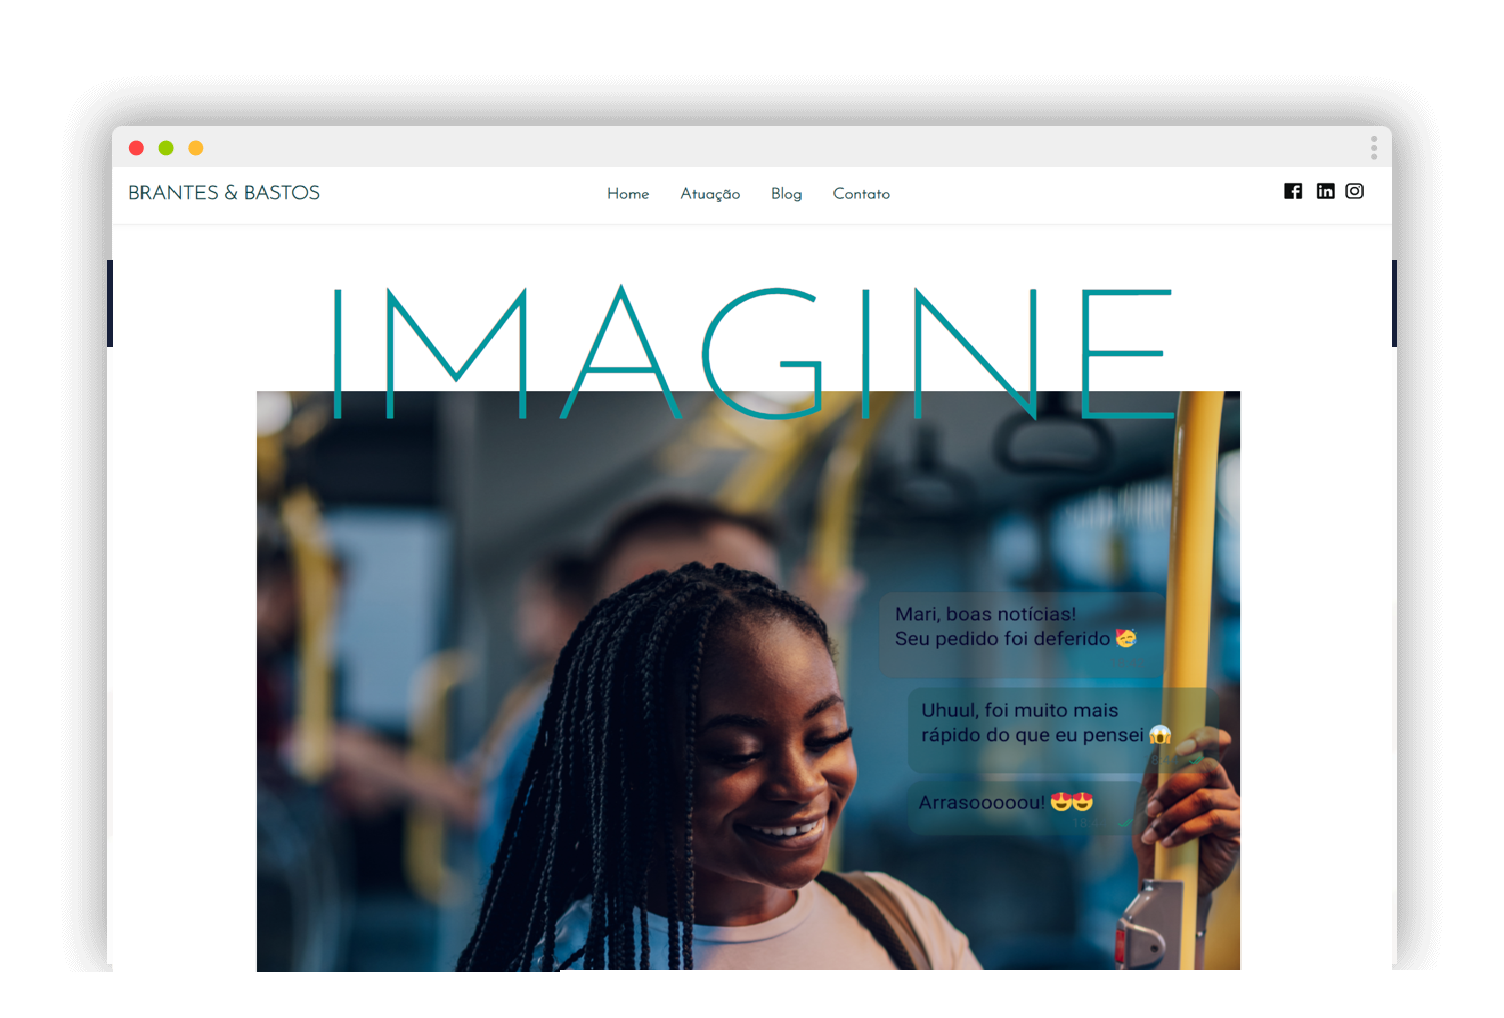 BRANTES & BASTOS
Home Atuação Blog Contato
IMAGINE
Mari, boas notícias!
Seu pedido foi deferido 🥳
Uhuul, foi muito mais
rápido do que eu pensei 😱
Arrasooooou! 😍😍